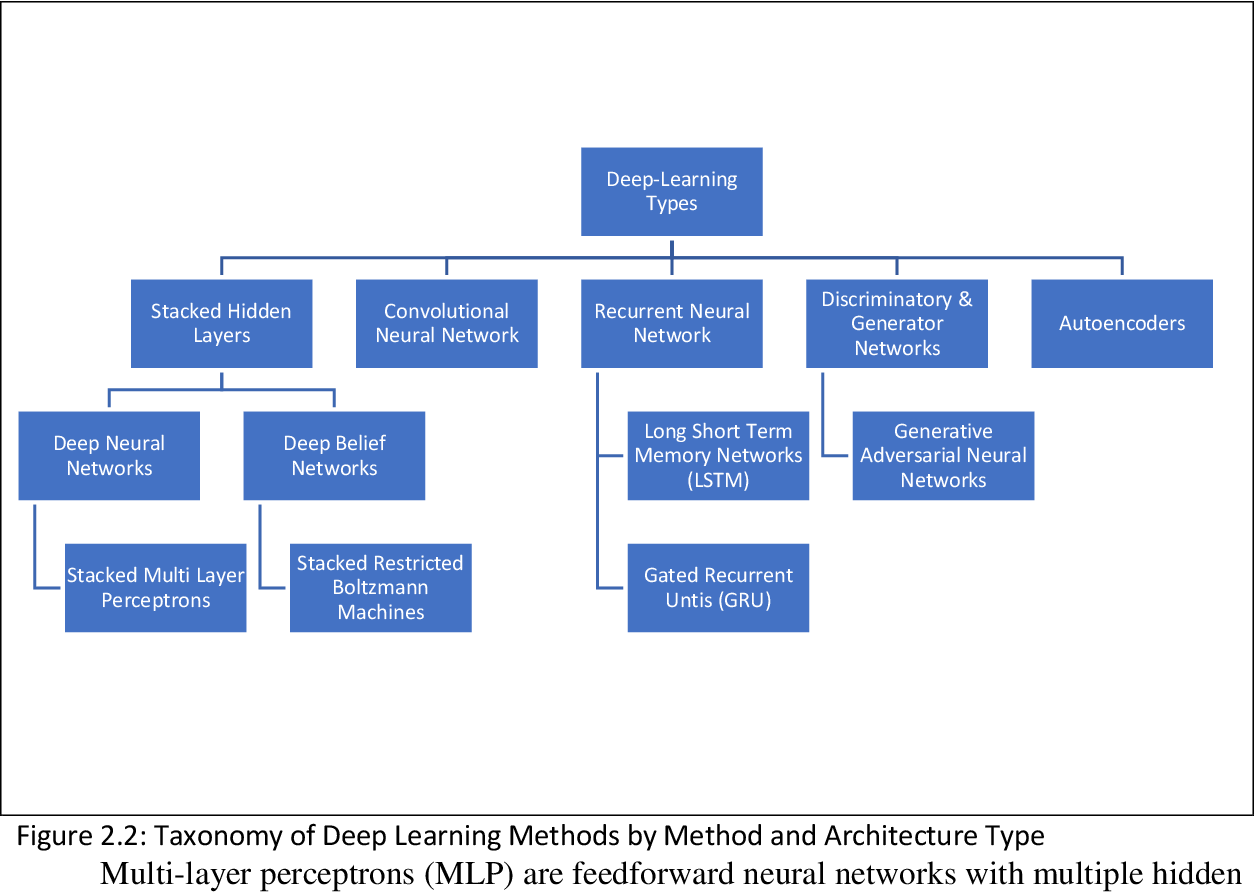 Deep-Learning
Types
Stacked Hidden
Layers
Convolutional
Neural Network
Recurrent Neural
Network
Discriminatory &
Generator
Networks
Autoencoders
Deep Neural
Networks
Deep Belief
Networks
Long Short Term
Memory Networks
(LSTM)
Generative
Adversarial Neural
Networks
Stacked Multi Layer
Perceptrons
Stacked Restricted
Boltzmann
Machines
Gated Recurrent
Untis (GRU)
Figure 2.2: Taxonomy of Deep Learning Methods by Method and Architecture Type
Multi-layer perceptrons (MLP) are feedforward neural networks with multiple hidden